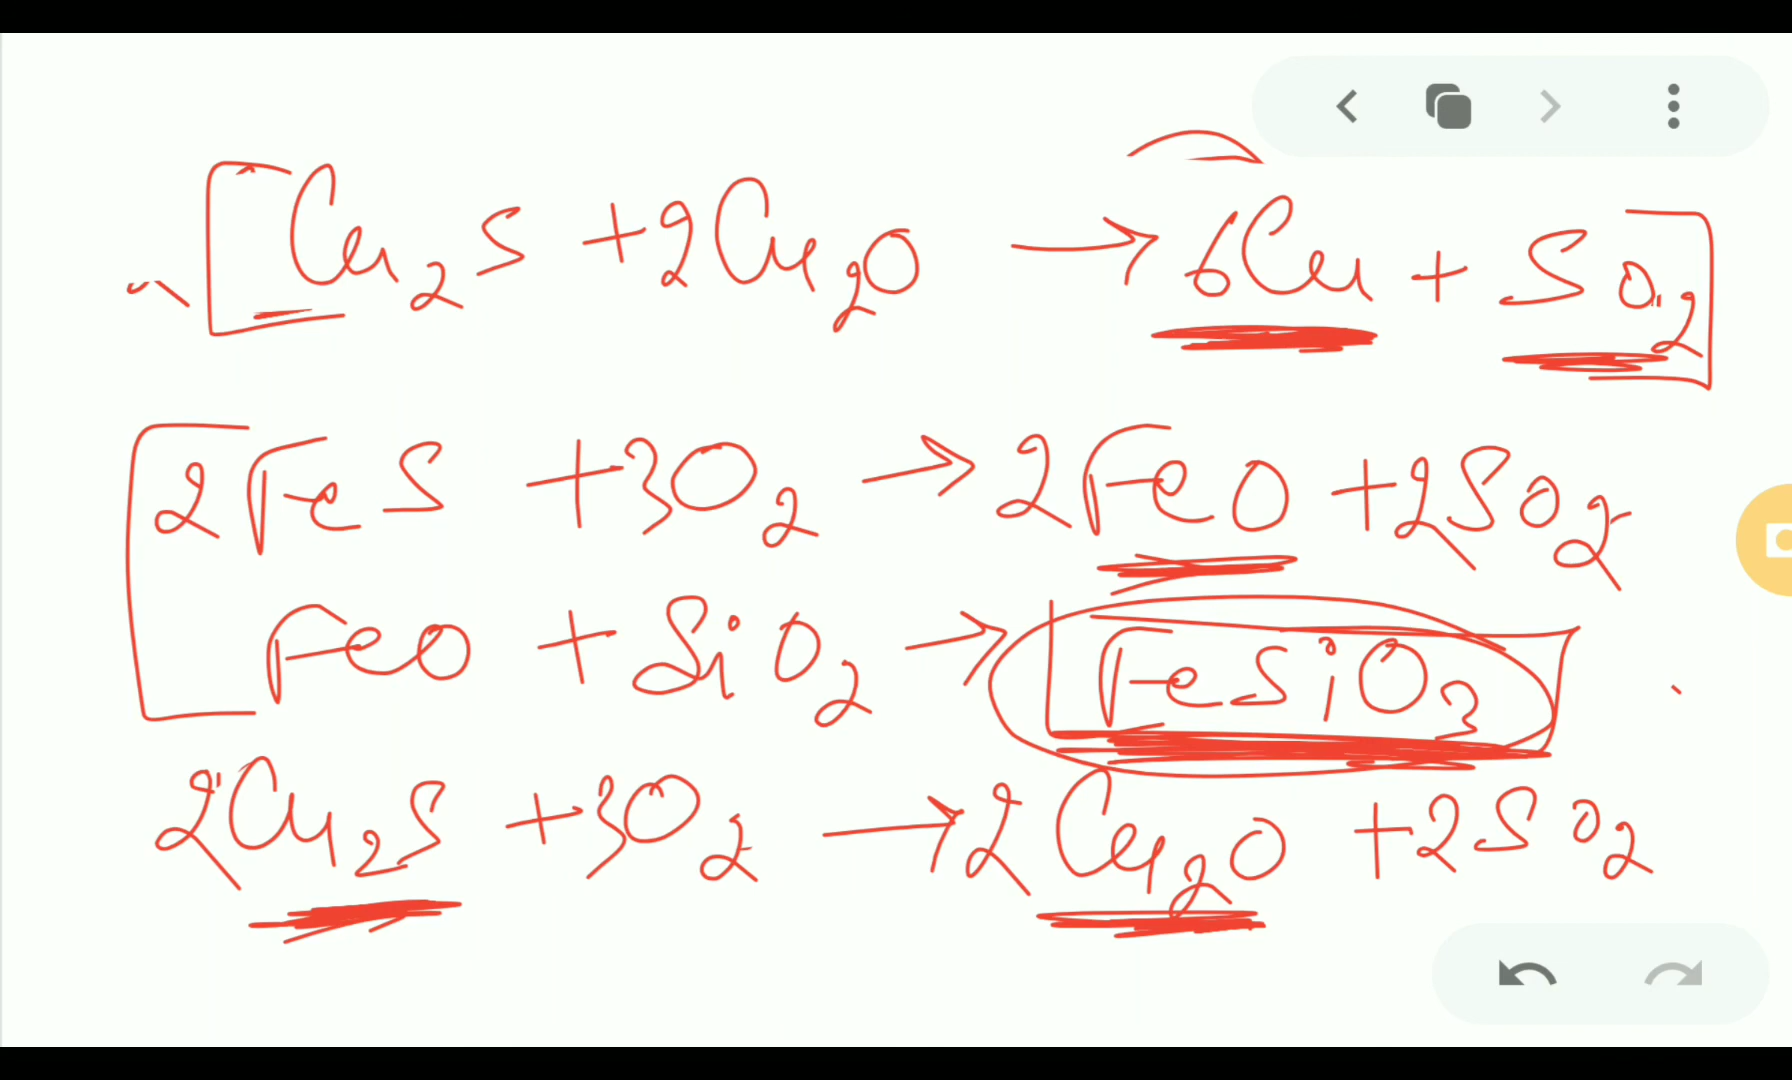 Cu₂S + 2Cu₂O → 6Cu + SO₂
2FeS + 3O₂ → 2FeO + 2SO₂
FeO + SiO₂ → FeSiO₃
2Cu₂S + 3O₂ → 2Cu₂O + 2SO₂